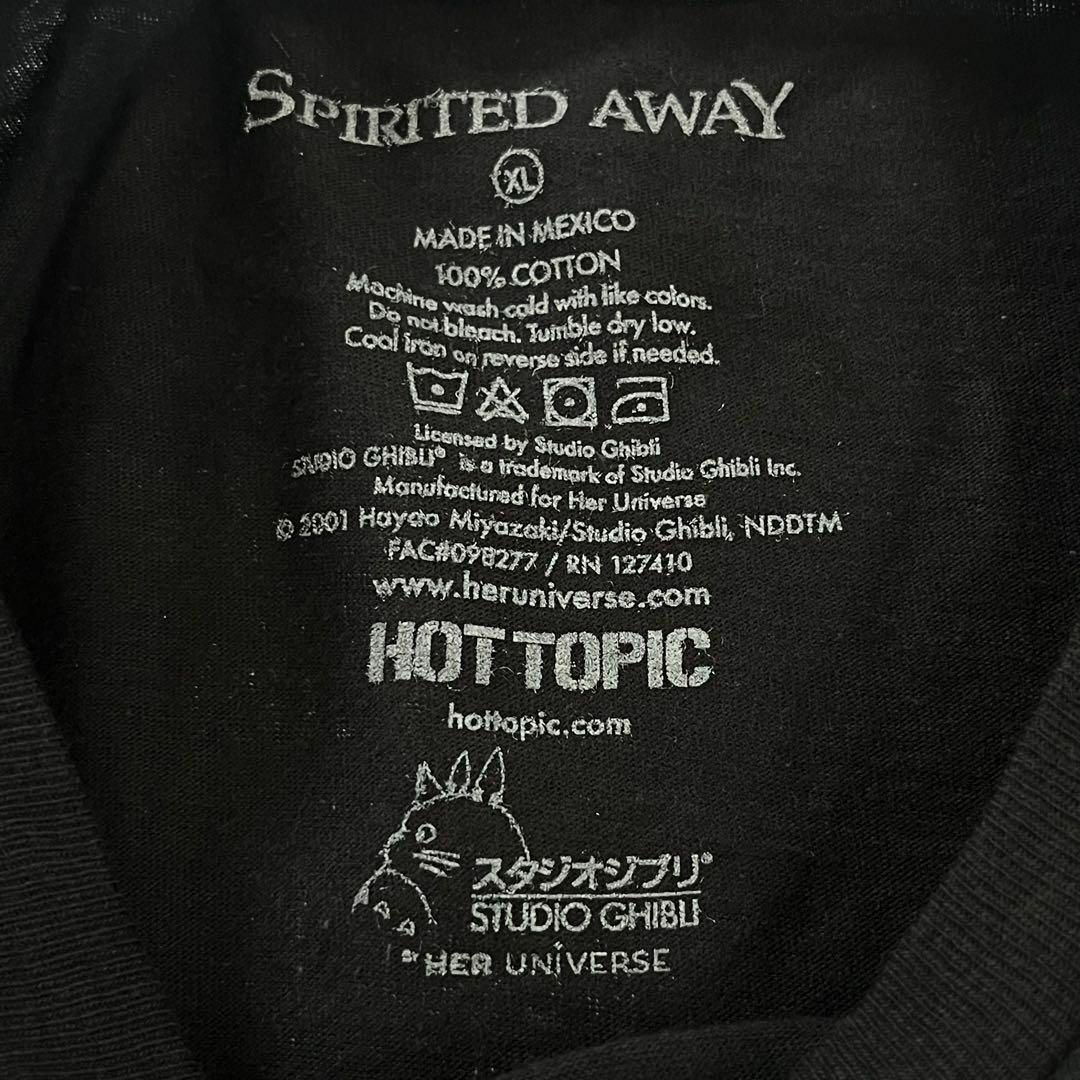 SPIRITED AWAY
XL
MADE IN MEXICO
100% COTTON
Machine wash cold with like colors.
Do not bleach. Tumble dry low.
Cool iron on reverse side if needed.
Licensed by Studio Ghibli
STUDIO GHIBLI® is a trademark of Studio Ghibli Inc.
Manufactured for Her Universe
© 2001 Hayao Miyazaki/Studio Ghibli, NDDTM
FAC#098277 / RN 127410
www.heruniverse.com
HOT TOPIC
hottopic.com
スタジオジブリ®
STUDIO GHIBLI
BY HER UNIVERSE